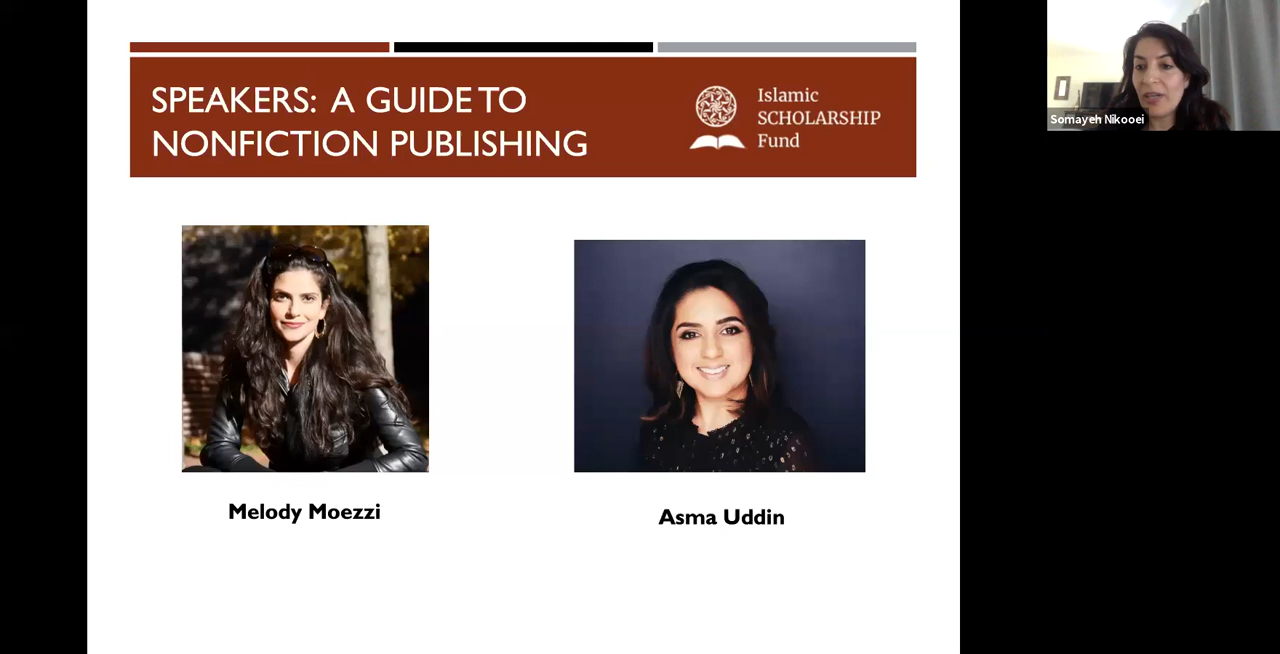 SPEAKERS: A GUIDE TO
NONFICTION PUBLISHING
Islamic
SCHOLARSHIP
Fund
Somayeh Nikooei
Melody Moezzi
Asma Uddin